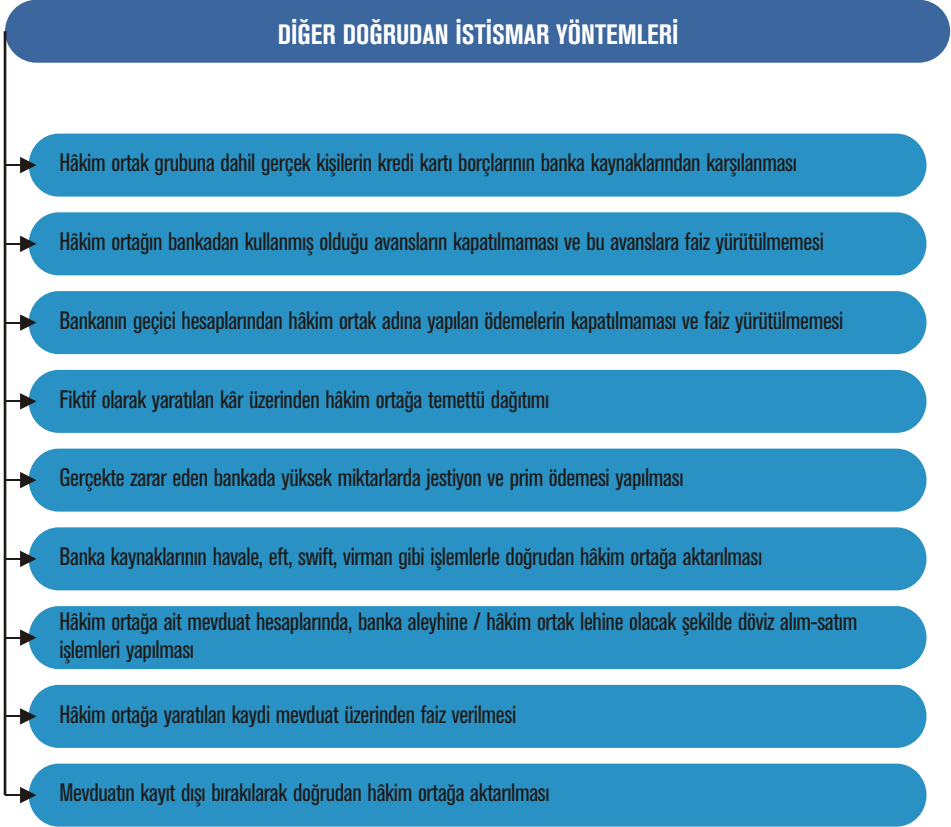 DİĞER DOĞRUDAN İSTİSMAR YÖNTEMLERİ
Hâkim ortak grubuna dahil gerçek kişilerin kredi kartı borçlarının banka kaynaklarından karşılanması
Hâkim ortağın bankadan kullanmış olduğu avansların kapatılmaması ve bu avanslara faiz yürütülmemesi
Bankanın geçici hesaplarından hâkim ortak adına yapılan ödemelerin kapatılmaması ve faiz yürütülmemesi
Fiktif olarak yaratılan kâr üzerinden hâkim ortağa temettü dağıtımı
Gerçekte zarar eden bankada yüksek miktarlarda jestiyon ve prim ödemesi yapılması
Banka kaynaklarının havale, eft, swift, virman gibi işlemlerle doğrudan hâkim ortağa aktarılması
Hâkim ortağa ait mevduat hesaplarında, banka aleyhine / hâkim ortak lehine olacak şekilde döviz alım-satım
işlemleri yapılması
Hâkim ortağa yaratılan kaydi mevduat üzerinden faiz verilmesi
Mevduatın kayıt dışı bırakılarak doğrudan hâkim ortağa aktarılması